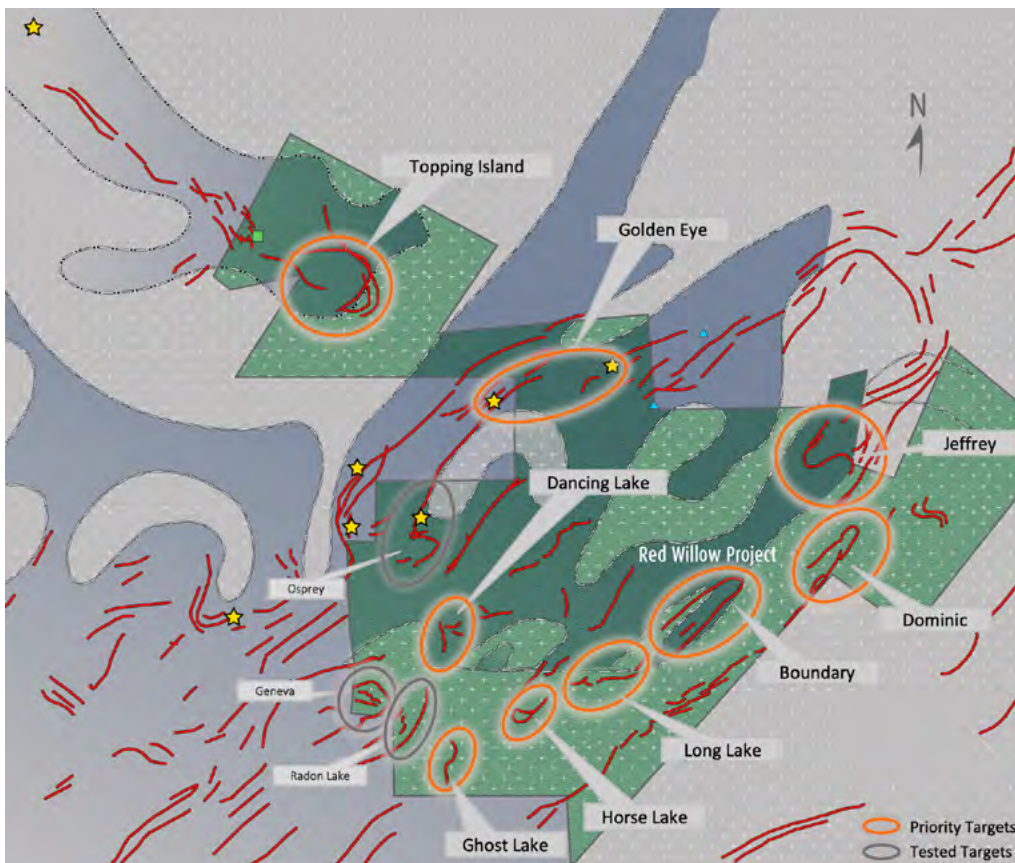 N
Topping Island
Golden Eye
Jeffrey
Dancing Lake
Red Willow Project
Osprey
Dominic
Boundary
Geneva
Long Lake
Radon Lake
Horse Lake
Ghost Lake
Priority Targets
Tested Targets